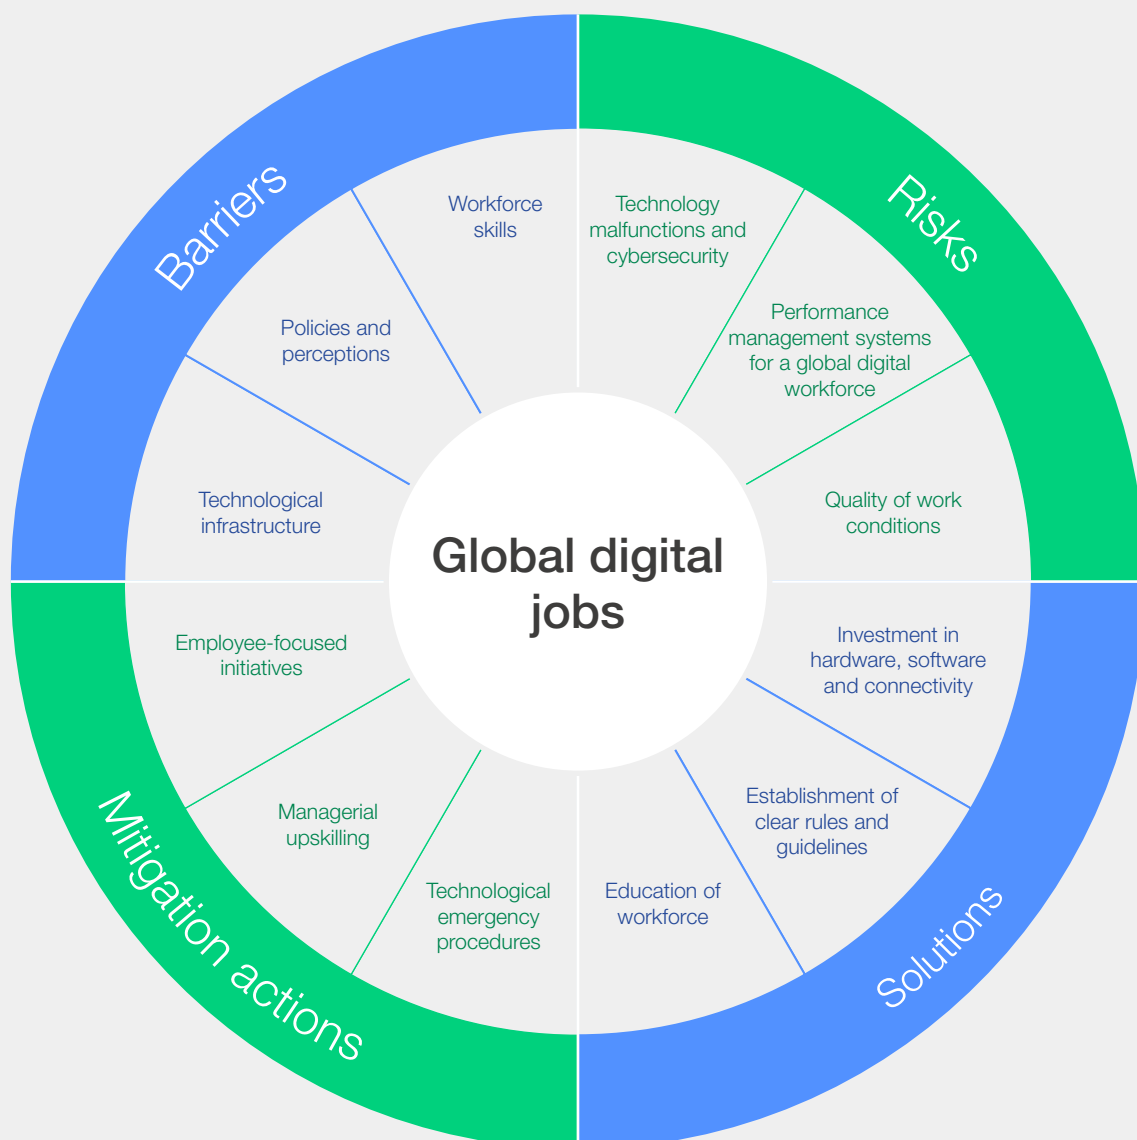 Barriers
Workforce
skills
Policies and
perceptions
Technological
infrastructure
Risks
Technology
malfunctions and
cybersecurity
Performance
management systems
for a global digital
workforce
Quality of work
conditions
Global digital
jobs
Mitigation actions
Employee-focused
initiatives
Managerial
upskilling
Technological
emergency
procedures
Solutions
Investment in
hardware, software
and connectivity
Establishment of
clear rules and
guidelines
Education of
workforce